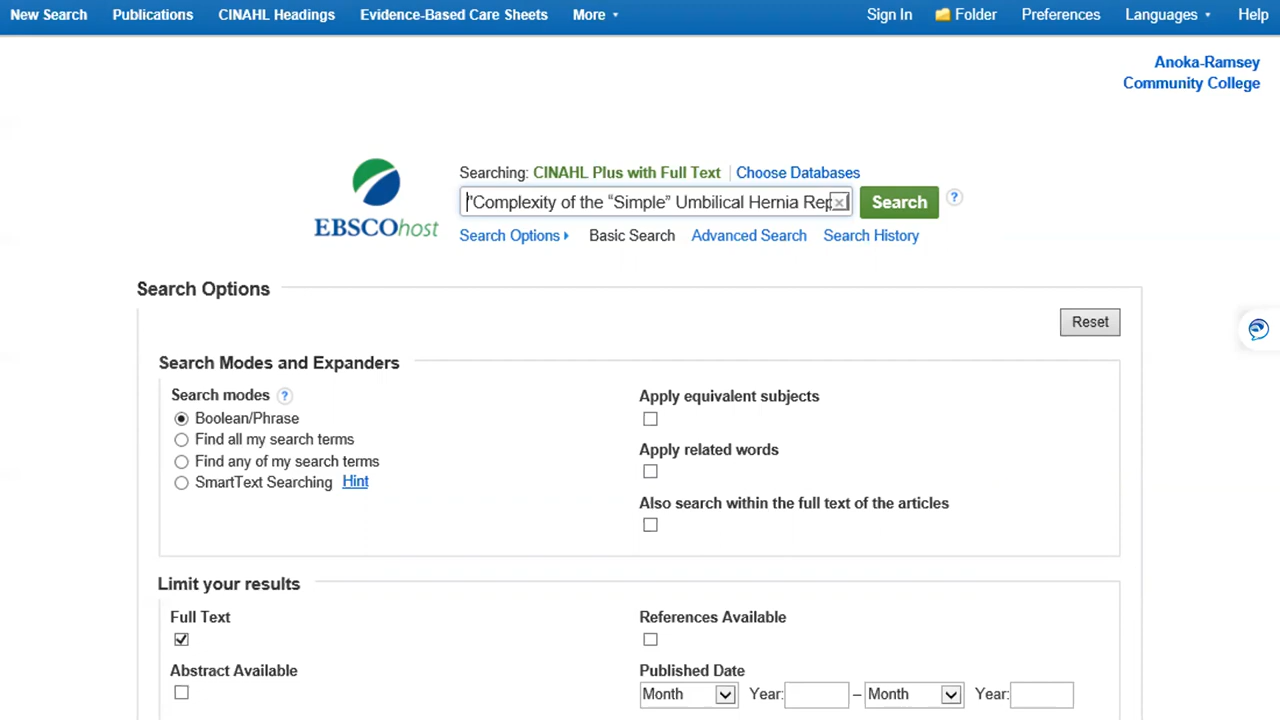 New Search Publications CINAHL Headings Evidence-Based Care Sheets More Sign In Folder Preferences Languages Help
Anoka-Ramsey
Community College
Searching: CINAHL Plus with Full Text | Choose Databases
"Complexity of the “Simple” Umbilical Hernia Rep Search ?
EBSCOhost
Search Options Basic Search Advanced Search Search History
Search Options
Reset
Search Modes and Expanders
Search modes ?
Boolean/Phrase
Find all my search terms
Find any of my search terms
SmartText Searching Hint
Apply equivalent subjects
Apply related words
Also search within the full text of the articles
Limit your results
Full Text
References Available
Abstract Available
Published Date
Month Year: – Month Year: